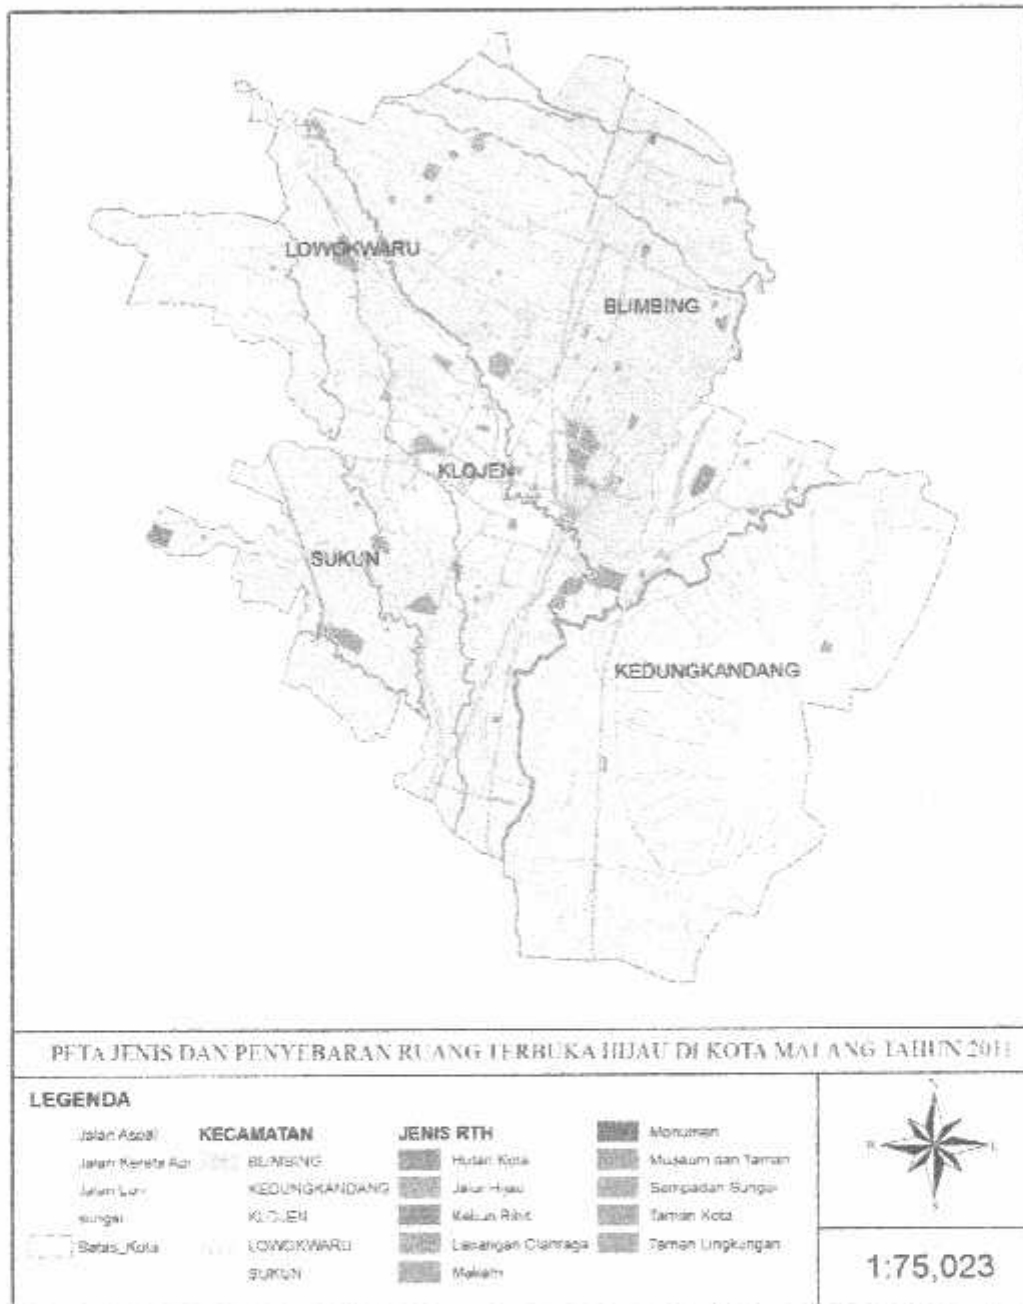 LOWOKWARU
BLIMBING
KLOJEN
SUKUN
KEDUNGKANDANG
PETA JENIS DAN PENYEBARAN RUANG TERBUKA HIJAU DI KOTA MALANG TAHUN 2011
LEGENDA
Jalan Aspal
Jalan Kereta Api
Jalan Lori
sungai
Batas_Kota
KECAMATAN
BLIMBING
KEDUNGKANDANG
KLOJEN
LOWOKWARU
SUKUN
JENIS RTH
Hutan Kota
Jalur Hijau
Kebun Bibit
Lapangan Olahraga
Makam
Monumen
Museum dan Taman
Sempadan Sungai
Taman Kota
Taman Lingkungan
S
1:75,023